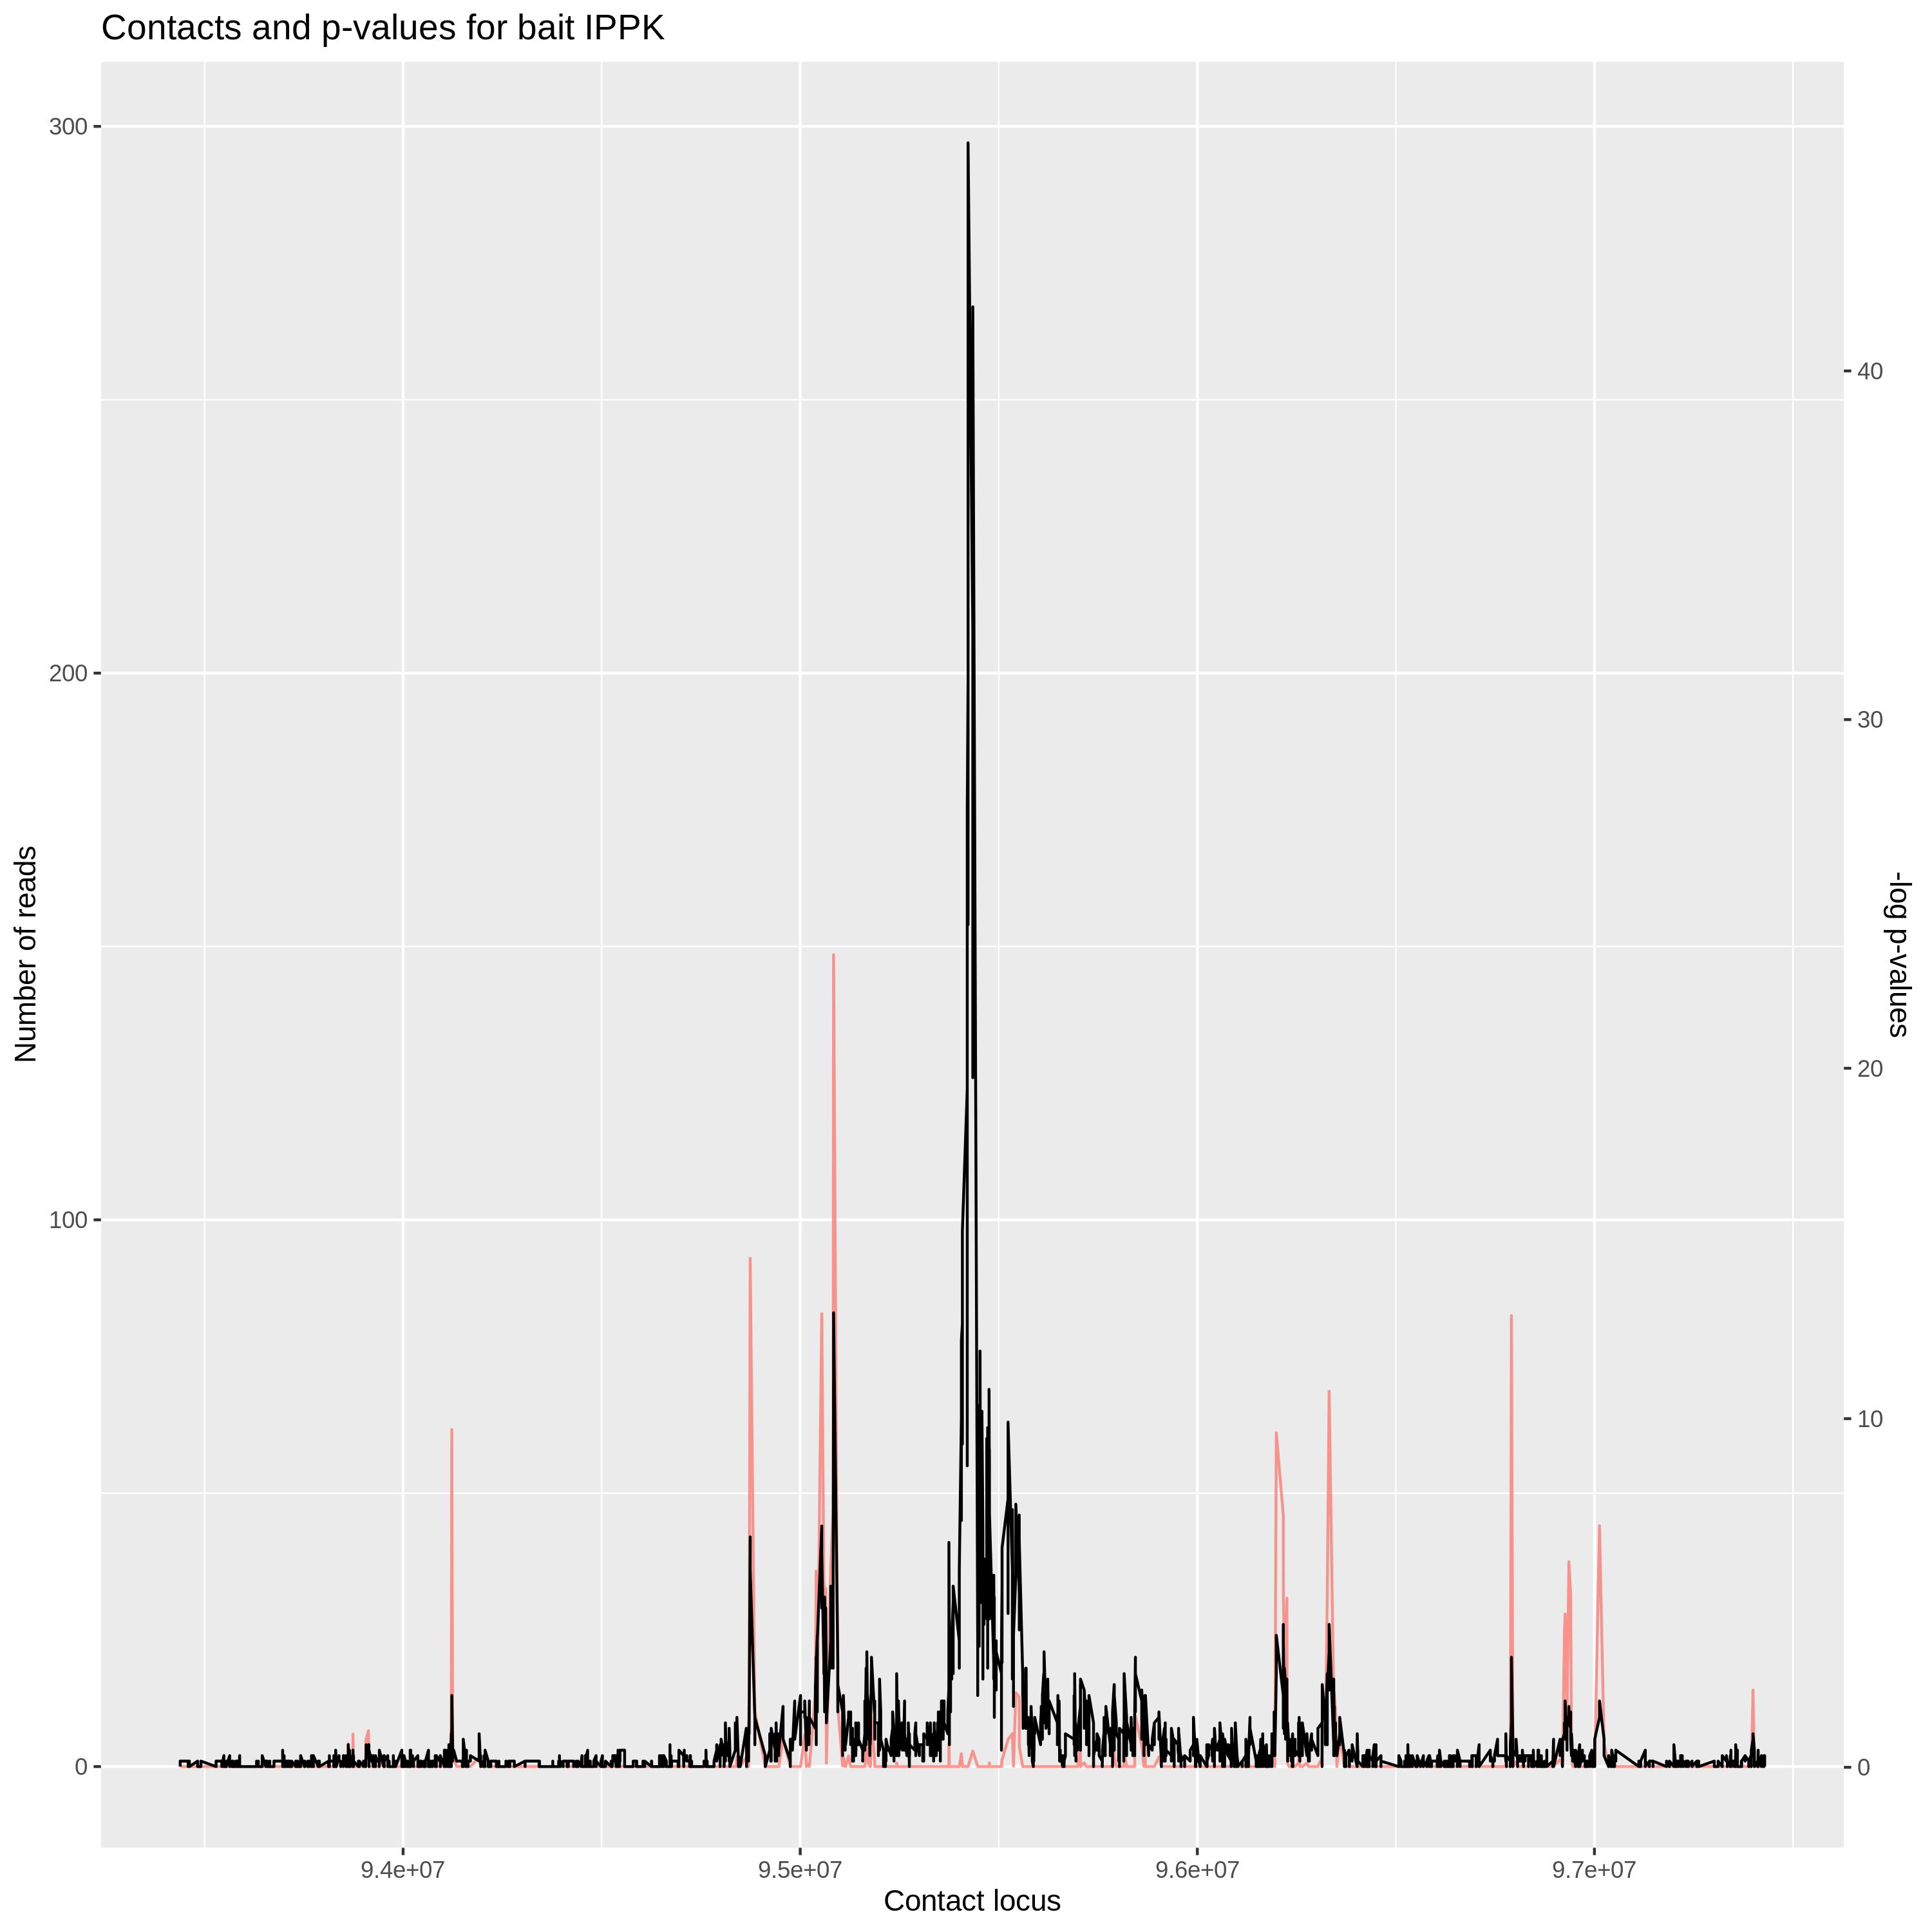 Contacts and p-values for bait IPPK
300
200
100
0
Number of reads
40
30
20
10
0
-log p-values
9.4e+07 9.5e+07 9.6e+07 9.7e+07
Contact locus